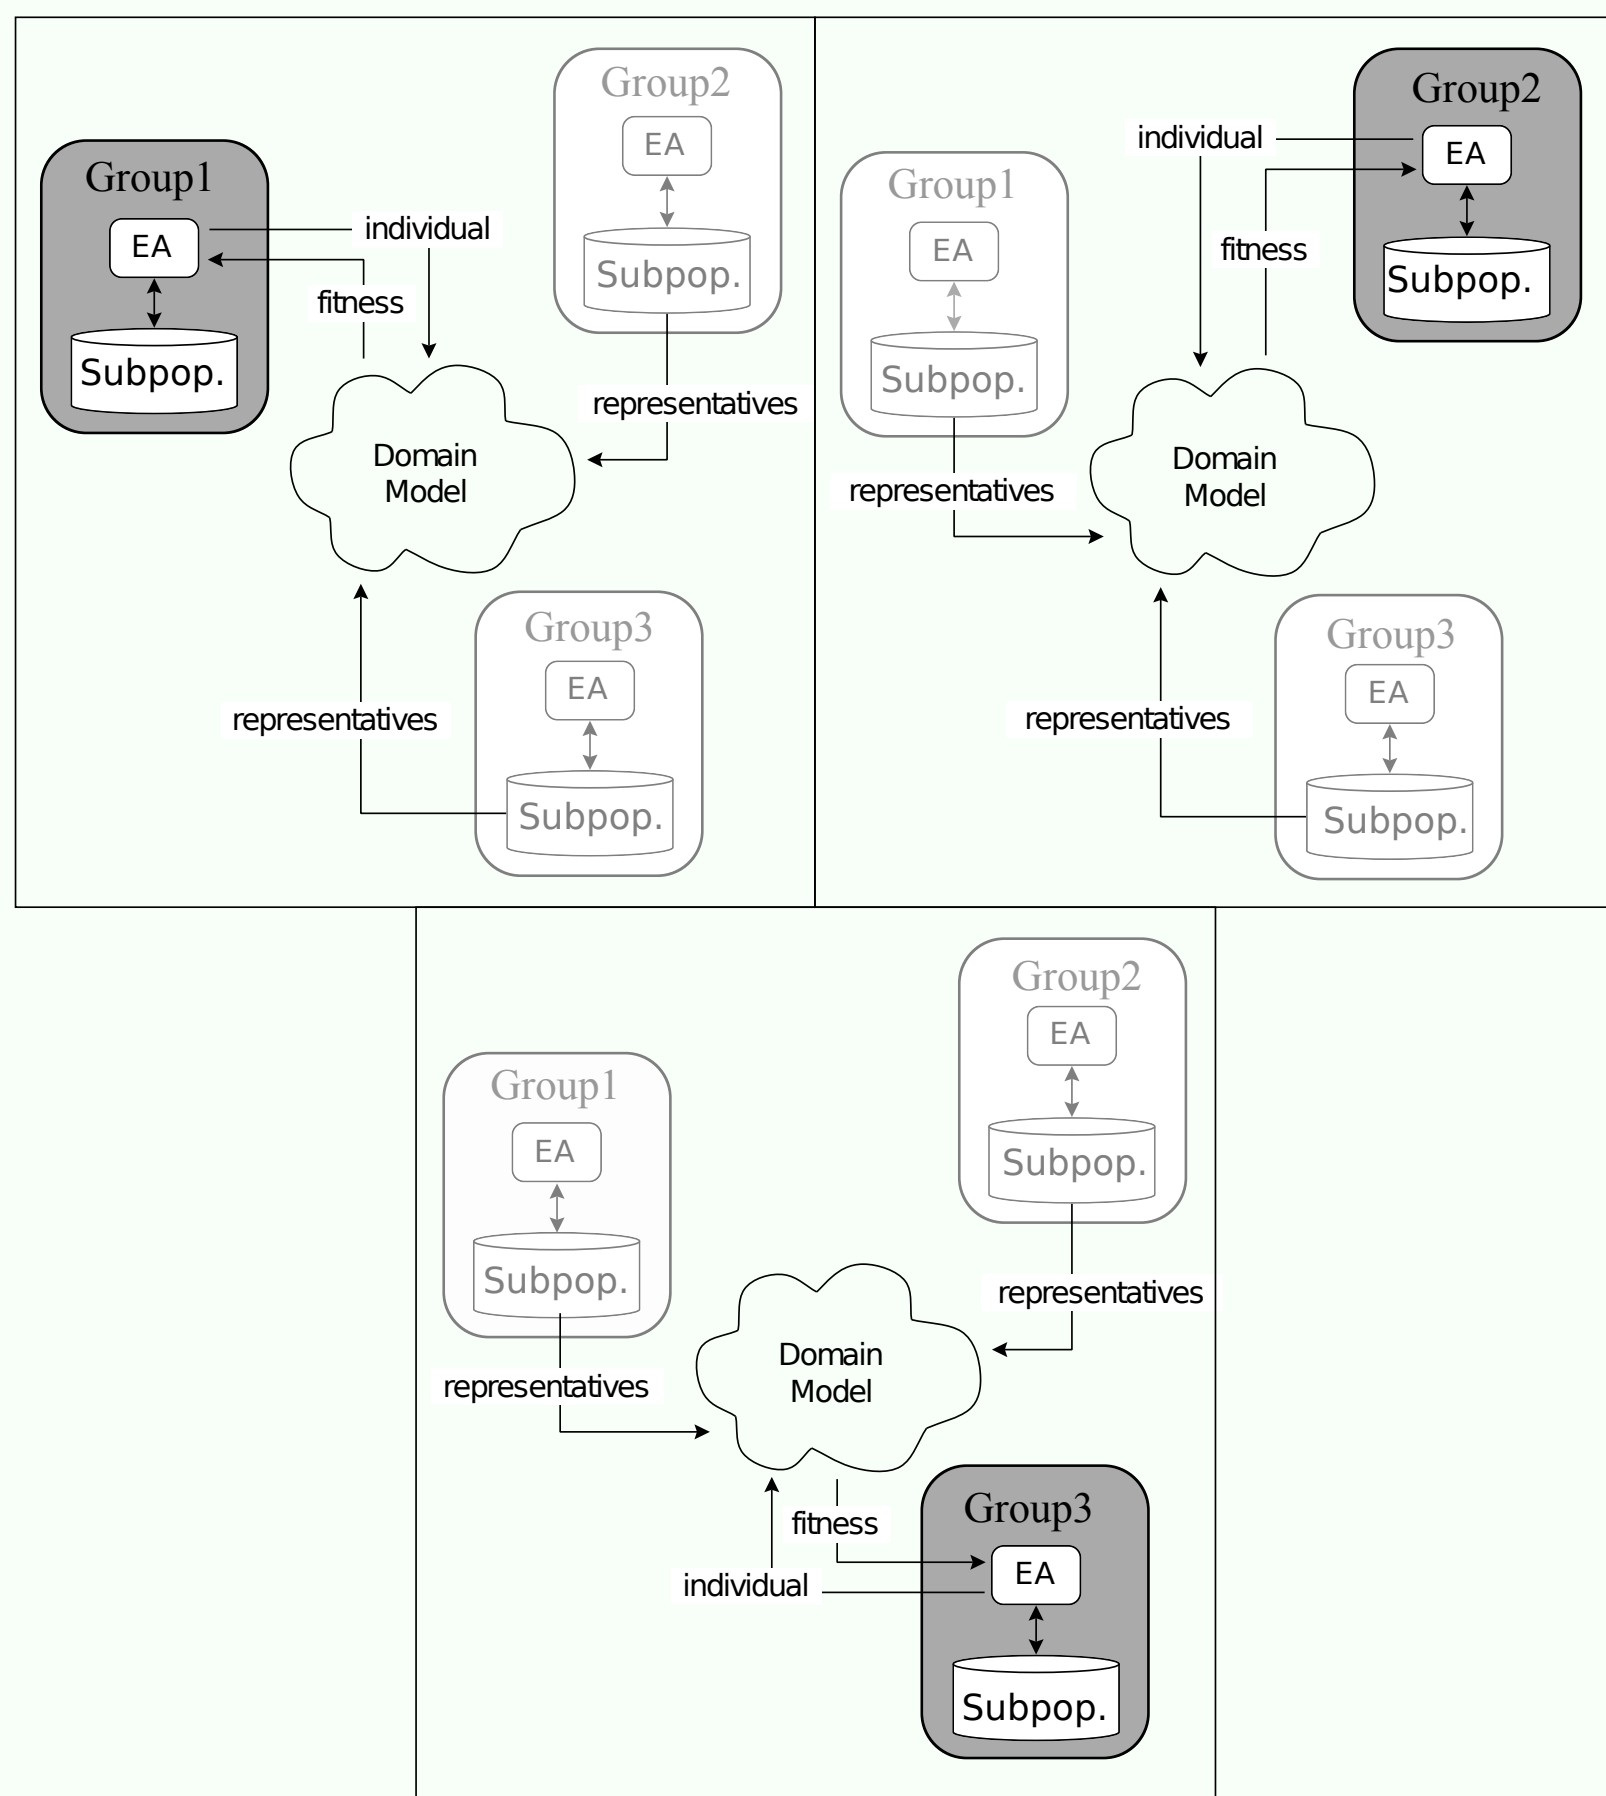 Group2
EA
Subpop.
Group1
EA
Subpop.
individual
fitness
representatives
Domain
Model
Group3
EA
Subpop.
representatives
Group2
EA
Subpop.
individual
fitness
Group1
EA
Subpop.
representatives
Domain
Model
Group3
EA
Subpop.
representatives
Group2
EA
Subpop.
representatives
Group1
EA
Subpop.
representatives
Domain
Model
fitness
individual
Group3
EA
Subpop.